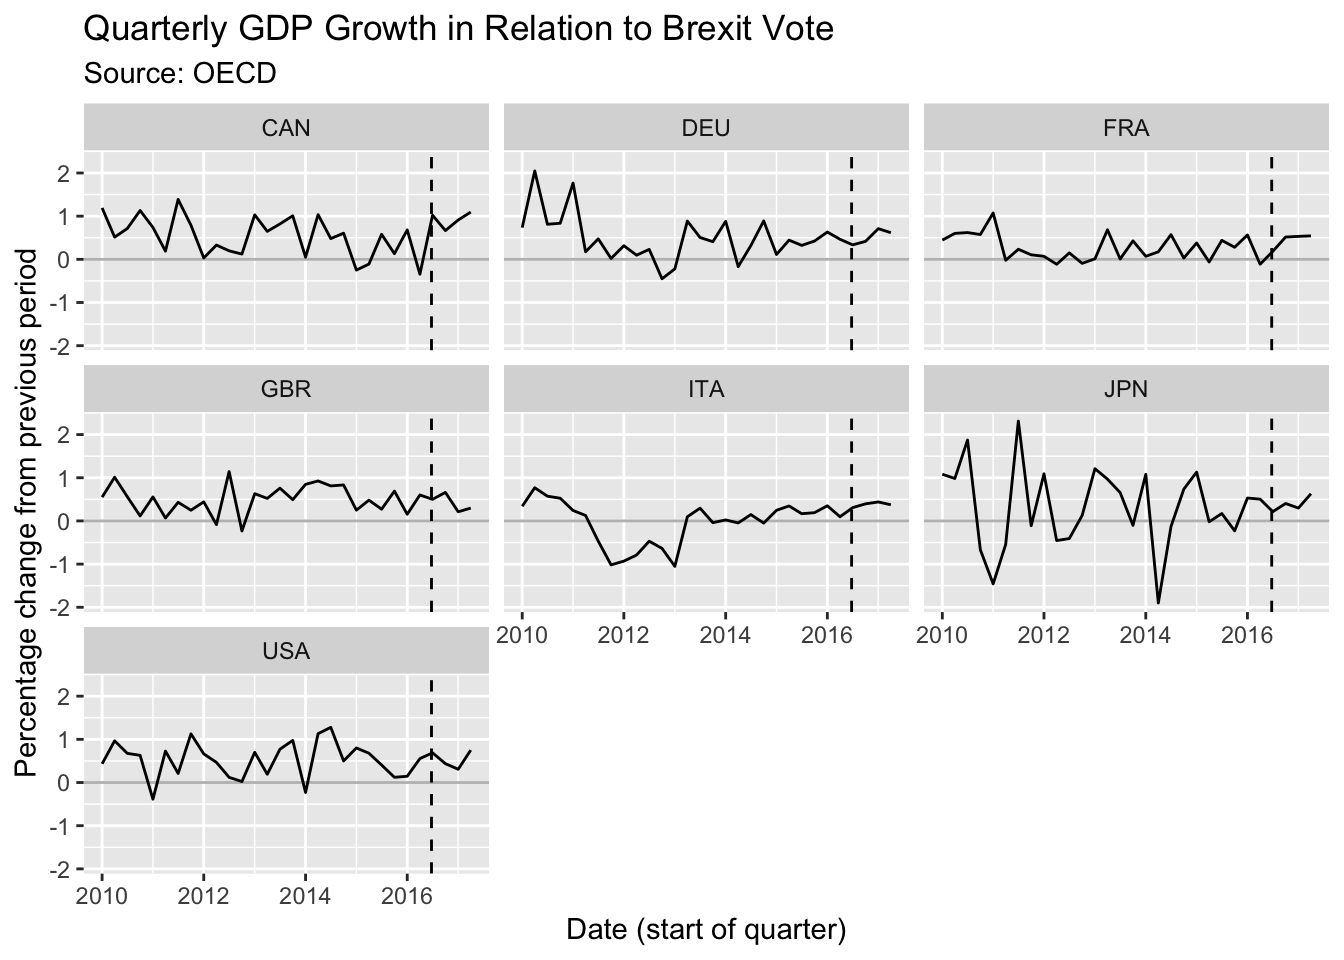 Quarterly GDP Growth in Relation to Brexit Vote
Source: OECD
CAN DEU FRA
2
1
0
-1
-2
GBR ITA JPN
2
1
0
-1
-2
2010 2012 2014 2016 2010 2012 2014 2016
USA
2
1
0
-1
-2
2010 2012 2014 2016
Percentage change from previous period
Date (start of quarter)